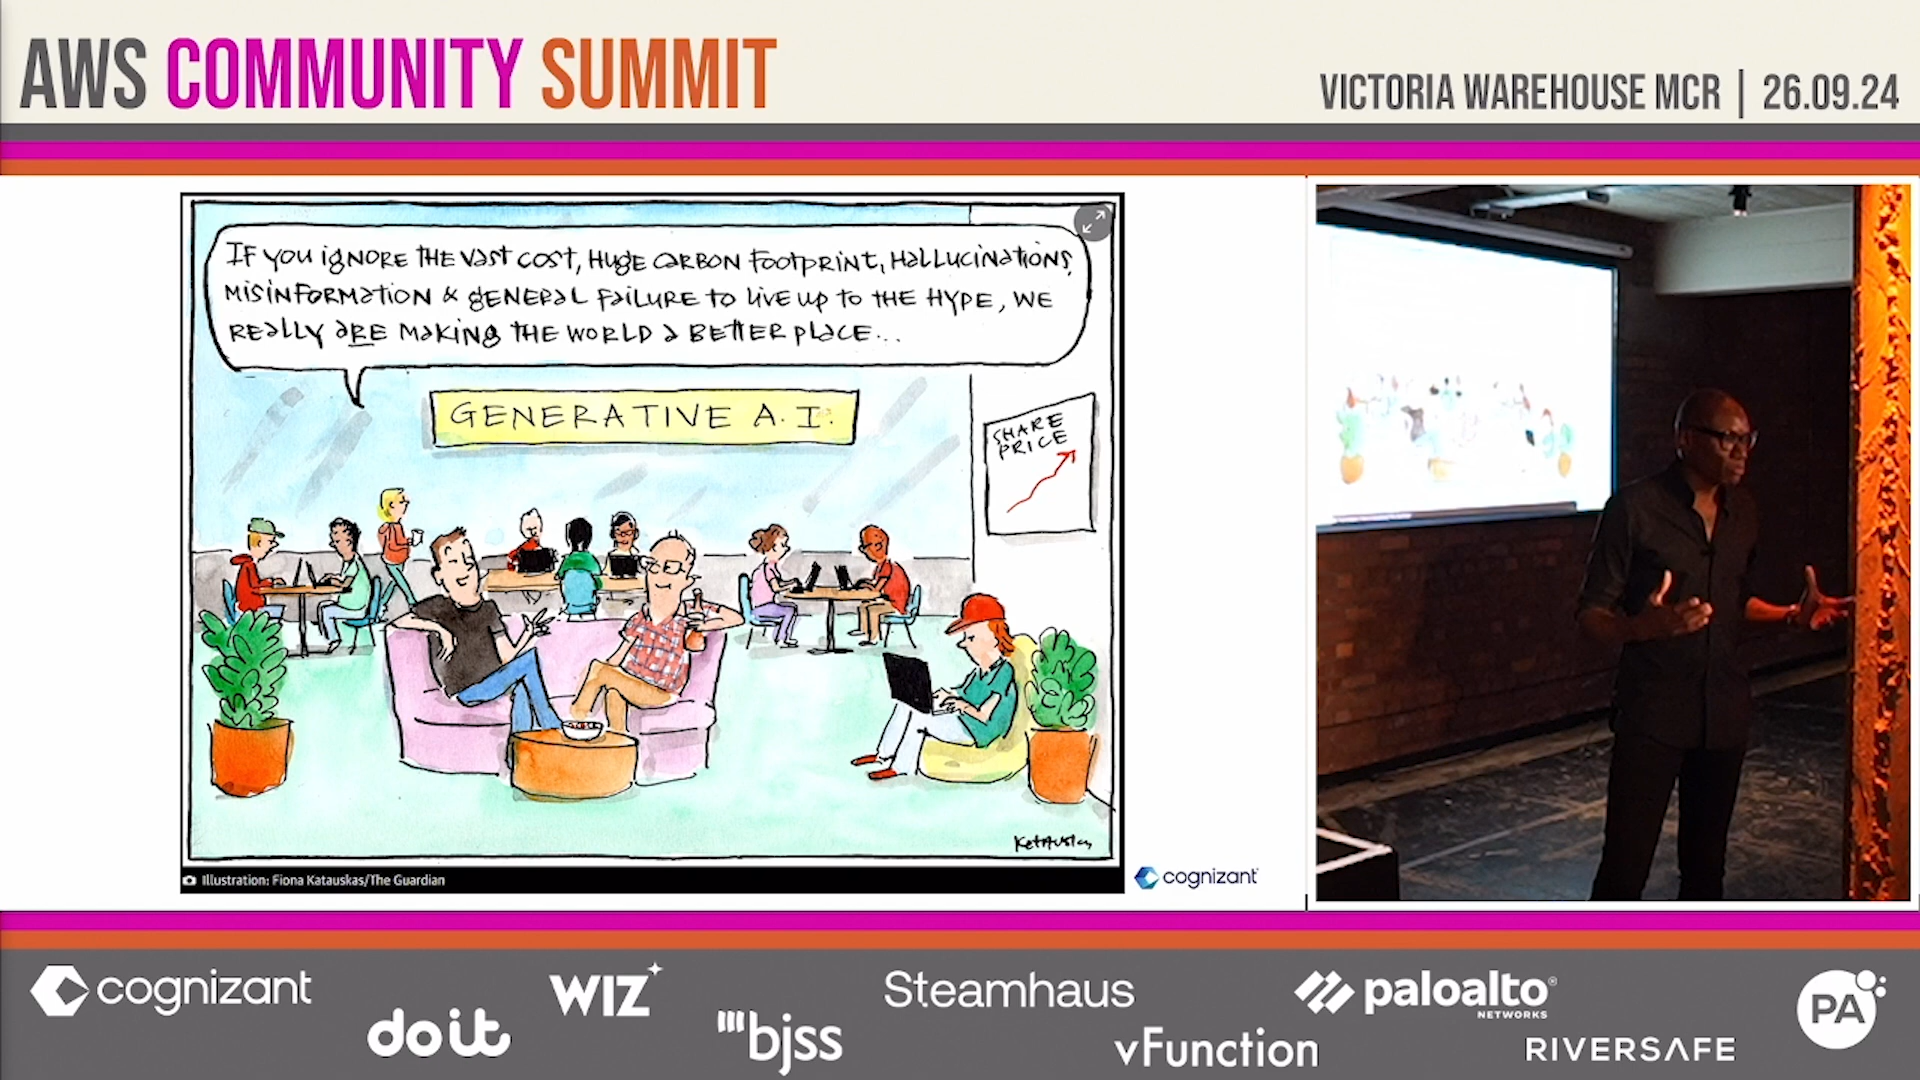 AWS COMMUNITY SUMMIT
VICTORIA WAREHOUSE MCR | 26.09.24
IF YOU IGNORE THE VAST COST, HUGE CARBON FOOTPRINT, HALLUCINATIONS,
MISINFORMATION & GENERAL FAILURE TO LIVE UP TO THE HYPE, WE
REALLY ARE MAKING THE WORLD A BETTER PLACE...
GENERATIVE A.I.
SHARE
PRICE
Katauskas
Illustration: Fiona Katauskas/The Guardian
cognizant
cognizant
doit
WIZ
bjss
Steamhaus
vFunction
paloalto
NETWORKS
RIVERSAFE
PA